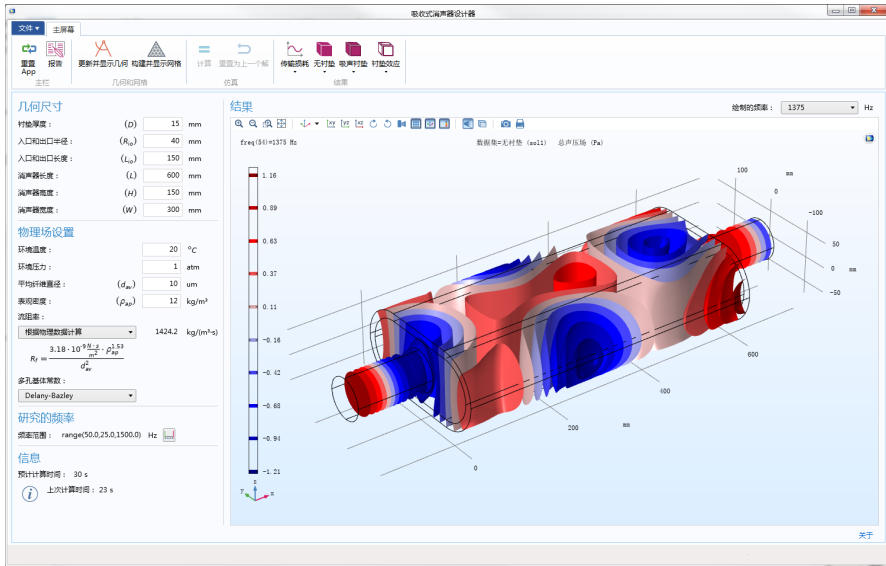 吸收式消声器设计器
文件 主屏幕
重置 App 报告 更新并显示几何 构建并显示网格 计算 重置为上一个解 传输损耗 无衬垫 吸声衬垫 衬垫效应
主栏 几何和网格 仿真 结果
几何尺寸
衬垫厚度： (D) 15 mm
入口和出口半径： (R_io) 40 mm
入口和出口长度： (L_io) 150 mm
消声器长度： (L) 600 mm
消声器高度： (H) 150 mm
消声器宽度： (W) 300 mm
物理场设置
环境温度： 20 °C
环境压力： 1 atm
平均纤维直径： (d_av) 10 um
表观密度： (ρ_ap) 12 kg/m³
流阻率：
根据物理数据计算 1424.2 kg/(m³·s)
R_f = 3.18·10⁻⁹ N·s/m² · ρ_ap^1.53 / d_av²
多孔基体常数：
Delany-Bazley
研究的频率
频率范围： range(50.0,25.0,1500.0) Hz
信息
预计计算时间： 30 s
上次计算时间： 23 s
结果 绘制的频率： 1375 Hz
freq(54)=1375 Hz 数据集=无衬垫 (sol1) 总声压场 (Pa)
1.16
0.89
0.63
0.37
0.11
-0.16
-0.42
-0.68
-0.94
-1.21
100 mm
0
-100
50
0 mm
-50
600
400
200 mm
0
z
y x
关于